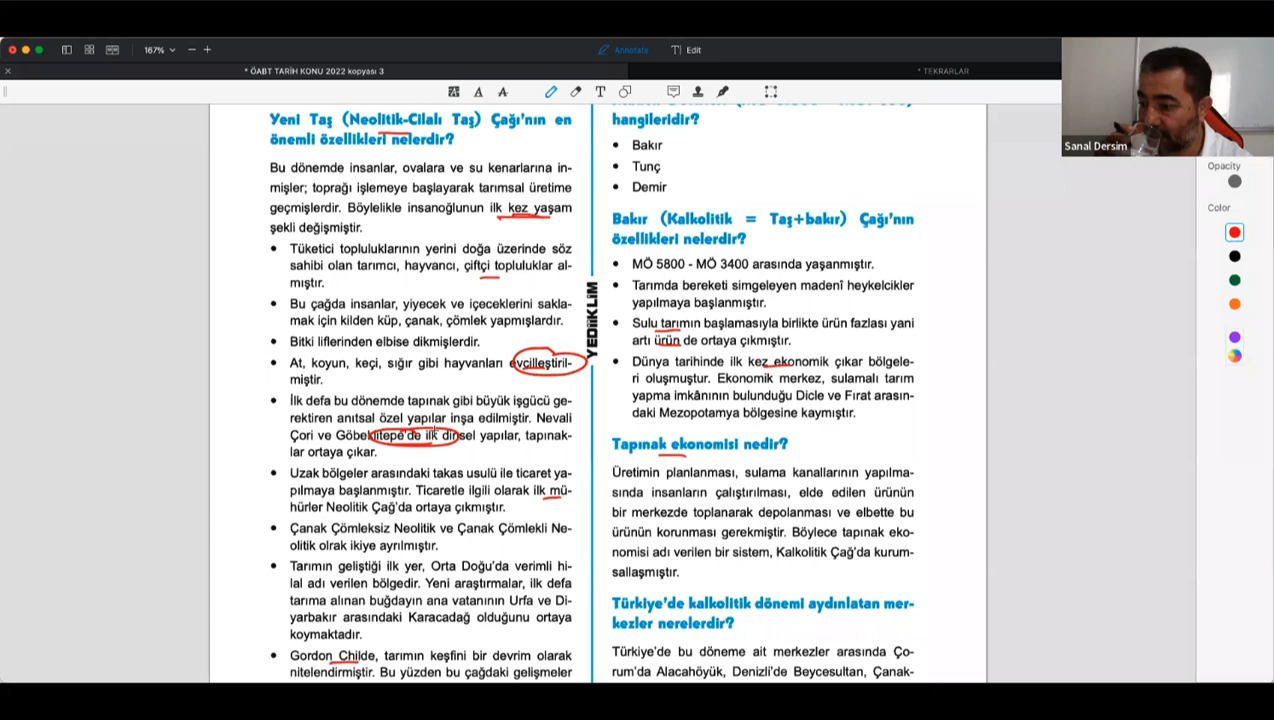 167%
Annotate
Edit
* ÖABT TARİH KONU 2022 kopyası 3
* TEKRARLAR
Sanal Dersim
Opacity
Color
Yeni Taş (Neolitik-Cilalı Taş) Çağı'nın en
önemli özellikleri nelerdir?
Bu dönemde insanlar, ovalara ve su kenarlarına in-
mişler; toprağı işlemeye başlayarak tarımsal üretime
geçmişlerdir. Böylelikle insanoğlunun ilk kez yaşam
şekli değişmiştir.
• Tüketici topluluklarının yerini doğa üzerinde söz
sahibi olan tarımcı, hayvancı, çiftçi topluluklar al-
mıştır.
• Bu çağda insanlar, yiyecek ve içeceklerini sakla-
mak için kilden küp, çanak, çömlek yapmışlardır.
• Bitki liflerinden elbise dikmişlerdir.
• At, koyun, keçi, sığır gibi hayvanları evcilleştiril-
miştir.
• İlk defa bu dönemde tapınak gibi büyük işgücü ge-
rektiren anıtsal özel yapılar inşa edilmiştir. Nevali
Çori ve Göbeklitepe'de ilk dinsel yapılar, tapınak-
lar ortaya çıkar.
• Uzak bölgeler arasındaki takas usulü ile ticaret ya-
pılmaya başlanmıştır. Ticaretle ilgili olarak ilk mü-
hürler Neolitik Çağ'da ortaya çıkmıştır.
• Çanak Çömleksiz Neolitik ve Çanak Çömlekli Ne-
olitik olrak ikiye ayrılmıştır.
• Tarımın geliştiği ilk yer, Orta Doğu'da verimli hi-
lal adı verilen bölgedir. Yeni araştırmalar, ilk defa
tarıma alınan buğdayın ana vatanının Urfa ve Di-
yarbakır arasındaki Karacadağ olduğunu ortaya
koymaktadır.
• Gordon Childe, tarımın keşfini bir devrim olarak
nitelendirmiştir. Bu yüzden bu çağdaki gelişmeler
YEDİİKLİM
hangileridir?
• Bakır
• Tunç
• Demir
Bakır (Kalkolitik = Taş+bakır) Çağı'nın
özellikleri nelerdir?
• MÖ 5800 - MÖ 3400 arasında yaşanmıştır.
• Tarımda bereketi simgeleyen madenî heykelcikler
yapılmaya başlanmıştır.
• Sulu tarımın başlamasıyla birlikte ürün fazlası yani
artı ürün de ortaya çıkmıştır.
• Dünya tarihinde ilk kez ekonomik çıkar bölgele-
ri oluşmuştur. Ekonomik merkez, sulamalı tarım
yapma imkânının bulunduğu Dicle ve Fırat arasın-
daki Mezopotamya bölgesine kaymıştır.
Tapınak ekonomisi nedir?
Üretimin planlanması, sulama kanallarının yapılma-
sında insanların çalıştırılması, elde edilen ürünün
bir merkezde toplanarak depolanması ve elbette bu
ürünün korunması gerekmiştir. Böylece tapınak eko-
nomisi adı verilen bir sistem, Kalkolitik Çağ'da kurum-
sallaşmıştır.
Türkiye'de kalkolitik dönemi aydınlatan mer-
kezler nerelerdir?
Türkiye'de bu döneme ait merkezler arasında Ço-
rum'da Alacahöyük, Denizli'de Beycesultan, Çanak-